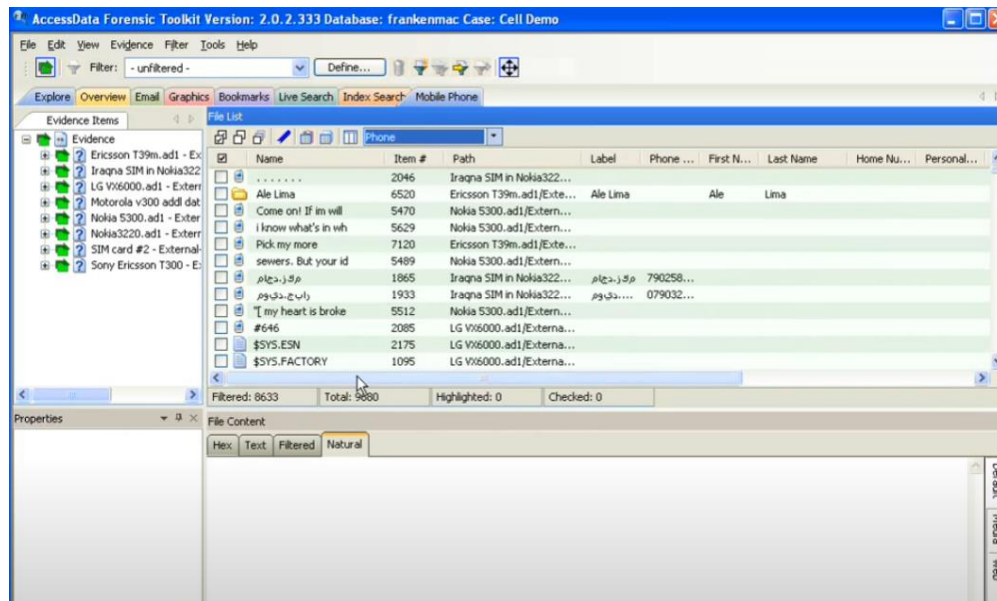 AccessData Forensic Toolkit Version: 2.0.2.333 Database: frankenmac Case: Cell Demo
File Edit View Evidence Filter Tools Help
Filter: - unfiltered - Define...
Explore Overview Email Graphics Bookmarks Live Search Index Search Mobile Phone
Evidence Items
Evidence
Ericsson T39m.ad1 - Ex
Iraqna SIM in Nokia322
LG VX6000.ad1 - Extern
Motorola v300 addl dat
Nokia 5300.ad1 - Exter
Nokia3220.ad1 - Extern
SIM card #2 - External-
Sony Ericsson T300 - E
File List
Phone
Name Item # Path Label Phone ... First N... Last Name Home Nu... Personal...
. . . . . . . 2046 Iraqna SIM in Nokia322...
Ale Lima 6520 Ericsson T39m.ad1/Exte... Ale Lima Ale Lima
Come on! If im will 5470 Nokia 5300.ad1/Extern...
i know what's in wh 5629 Nokia 5300.ad1/Extern...
Pick my more 7120 Ericsson T39m.ad1/Exte...
sewers. But your id 5489 Nokia 5300.ad1/Extern...
1865 Iraqna SIM in Nokia322... 790258...
1933 Iraqna SIM in Nokia322... 079032...
"[ my heart is broke 5512 Nokia 5300.ad1/Extern...
#646 2085 LG VX6000.ad1/Externa...
$SYS.ESN 2175 LG VX6000.ad1/Externa...
$SYS.FACTORY 1095 LG VX6000.ad1/Externa...
Filtered: 8633 Total: 9880 Highlighted: 0 Checked: 0
Properties
File Content
Hex Text Filtered Natural
Default
Media
Web